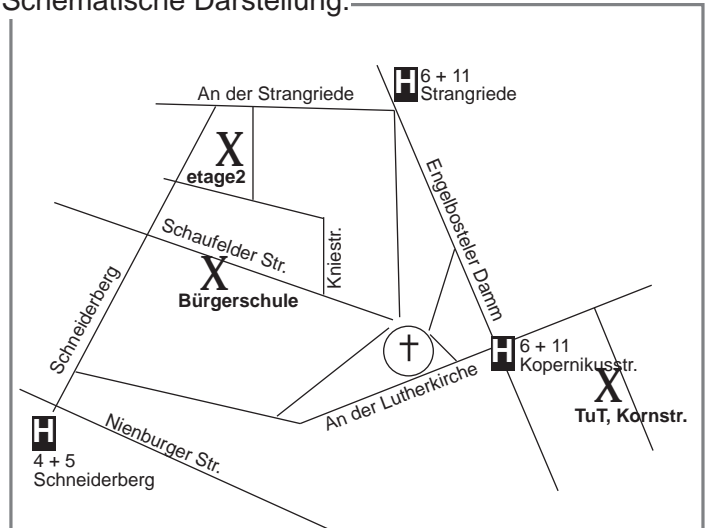 Schematische Darstellung:
H 6 + 11
Strangriede
An der Strangriede
X
etage2
Engelbosteler Damm
Schaufelder Str.
Kniestr.
X
Bürgerschule
Schneiderberg
H 6 + 11
Kopernikusstr.
An der Lutherkirche
X
TuT, Kornstr.
H
4 + 5
Schneiderberg
Nienburger Str.